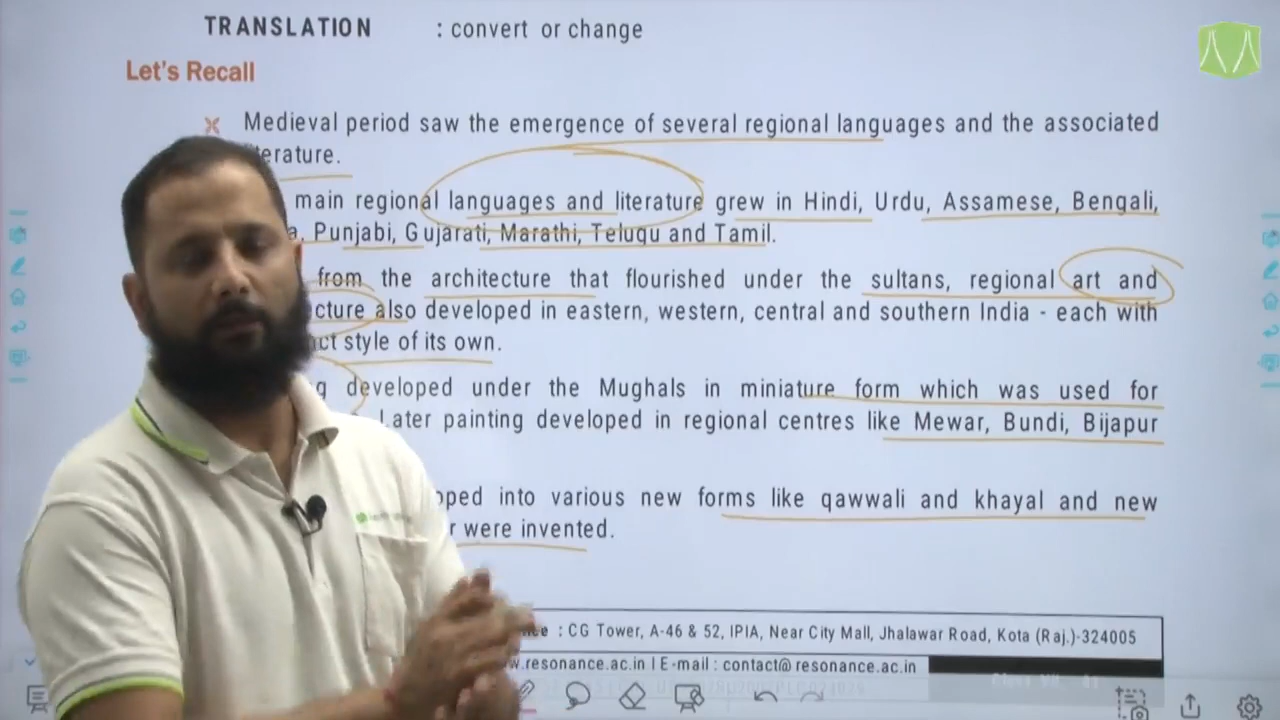 TRANSLATION : convert or change
Let's Recall
Medieval period saw the emergence of several regional languages and the associated
erature.
main regional languages and literature grew in Hindi, Urdu, Assamese, Bengali,
a, Punjabi, Gujarati, Marathi, Telugu and Tamil.
from the architecture that flourished under the sultans, regional art and
cture also developed in eastern, western, central and southern India - each with
ct style of its own.
g developed under the Mughals in miniature form which was used for
ater painting developed in regional centres like Mewar, Bundi, Bijapur
ped into various new forms like qawwali and khayal and new
r were invented.
: CG Tower, A-46 & 52, IPIA, Near City Mall, Jhalawar Road, Kota (Raj.)-324005
w.resonance.ac.in I E-mail : contact@resonance.ac.in